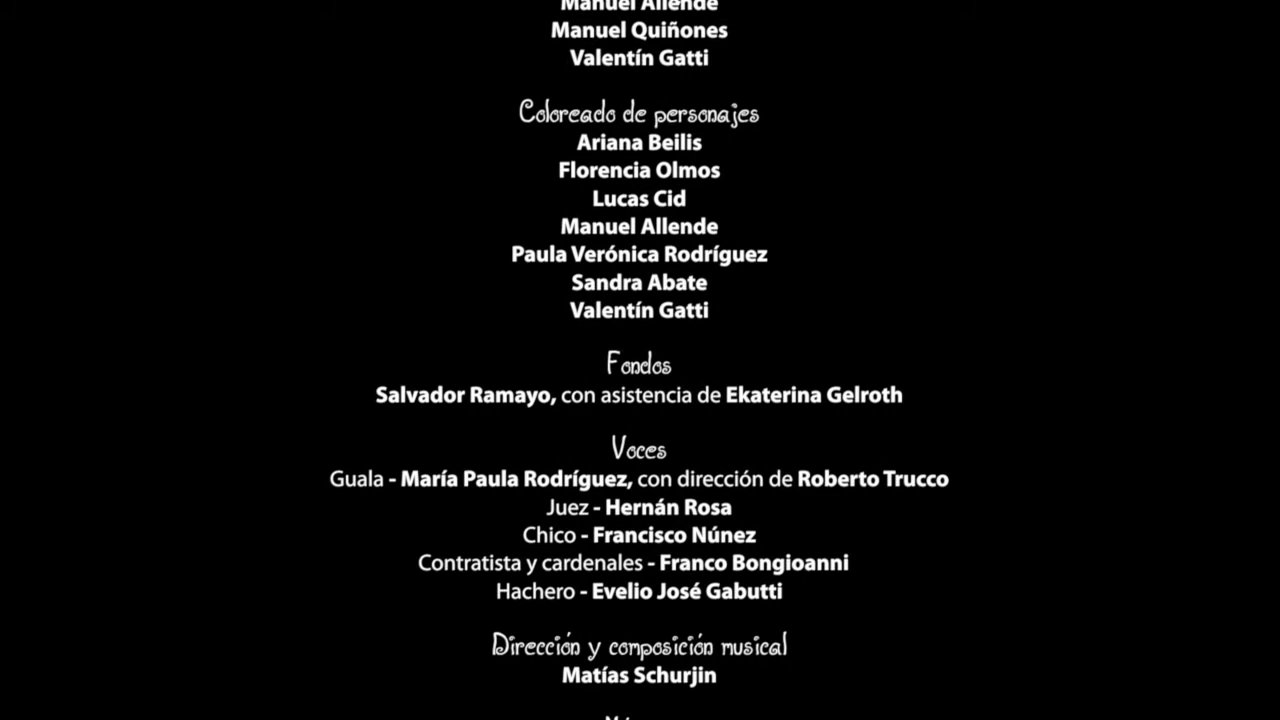 Manuel Allende
Manuel Quiñones
Valentín Gatti
Coloreado de personajes
Ariana Beilis
Florencia Olmos
Lucas Cid
Manuel Allende
Paula Verónica Rodríguez
Sandra Abate
Valentín Gatti
Fondos
Salvador Ramayo, con asistencia de Ekaterina Gelroth
Voces
Guala - María Paula Rodríguez, con dirección de Roberto Trucco
Juez - Hernán Rosa
Chico - Francisco Núnez
Contratista y cardenales - Franco Bongioanni
Hachero - Evelio José Gabutti
Dirección y composición musical
Matías Schurjin